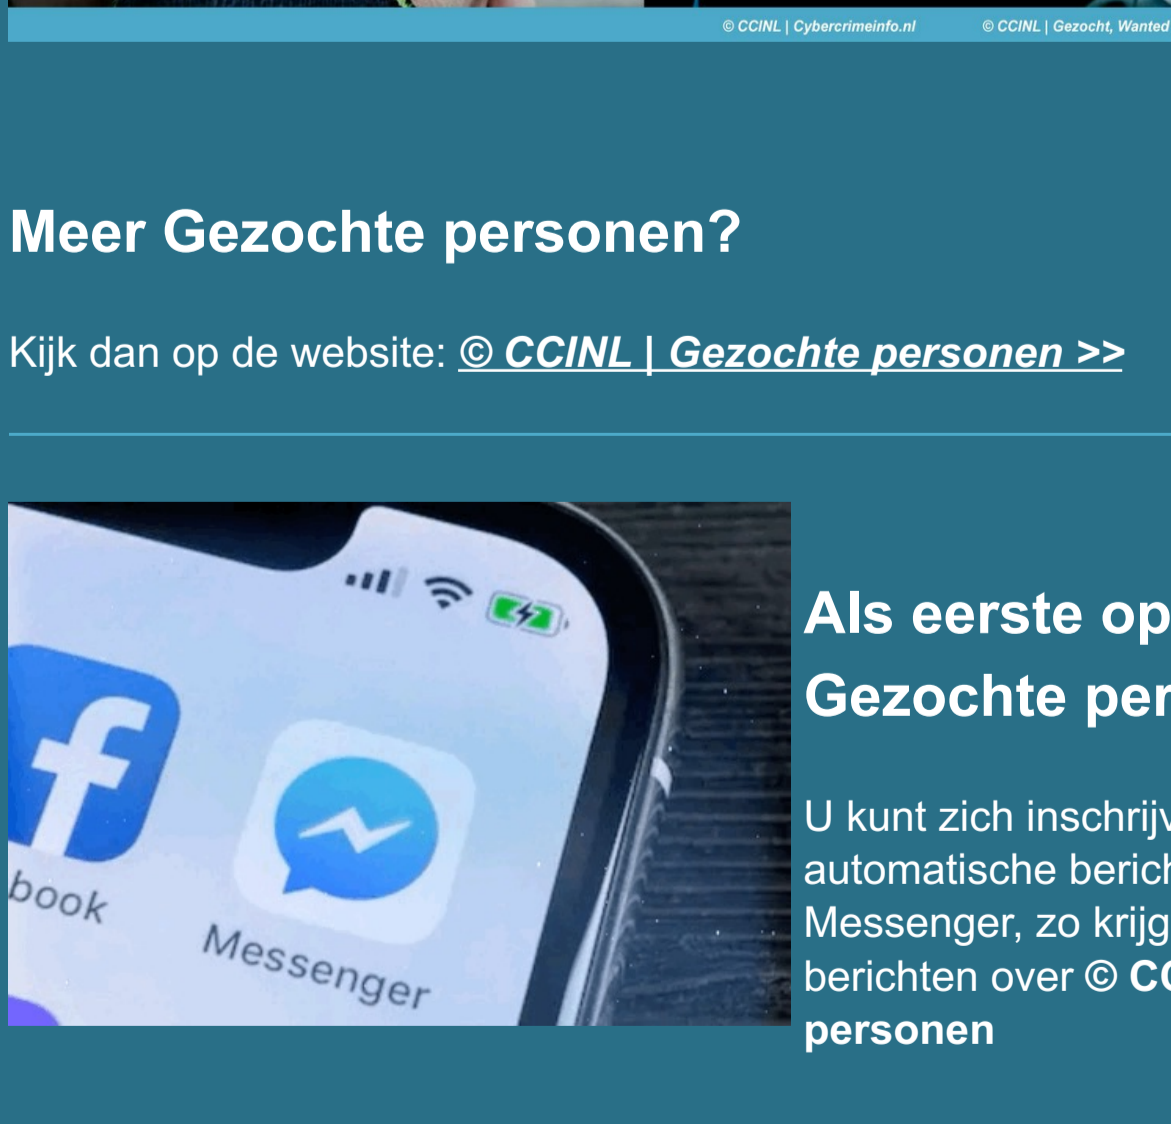 © CCINL | Cybercrimeinfo.nl © CCINL | Gezocht, Wanted
Meer Gezochte personen?
Kijk dan op de website: © CCINL | Gezochte personen >>
book
Messenger
Als eerste op
Gezochte per
U kunt zich inschrijv
automatische berich
Messenger, zo krijg
berichten over © CC
personen